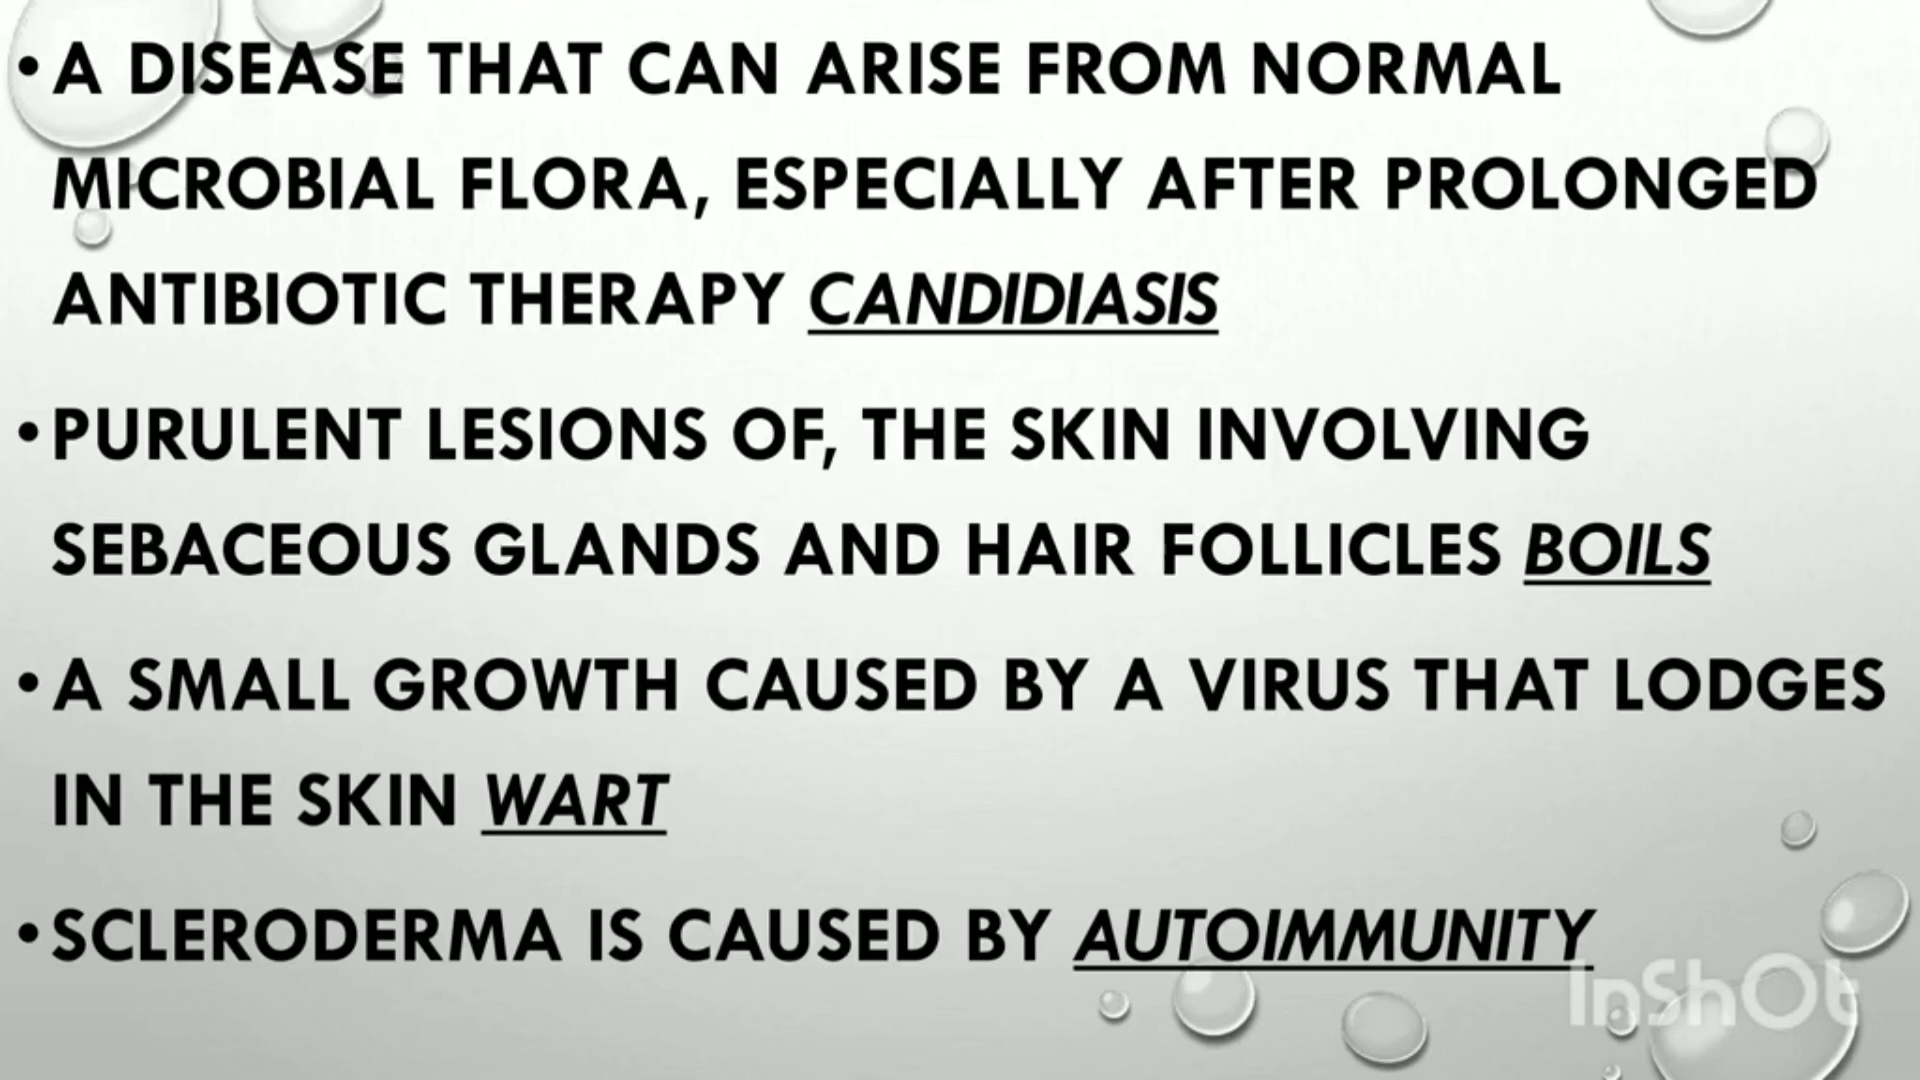 • A DISEASE THAT CAN ARISE FROM NORMAL
MICROBIAL FLORA, ESPECIALLY AFTER PROLONGED
ANTIBIOTIC THERAPY CANDIDIASIS
• PURULENT LESIONS OF, THE SKIN INVOLVING
SEBACEOUS GLANDS AND HAIR FOLLICLES BOILS
• A SMALL GROWTH CAUSED BY A VIRUS THAT LODGES
IN THE SKIN WART
• SCLERODERMA IS CAUSED BY AUTOIMMUNITY
InShOt